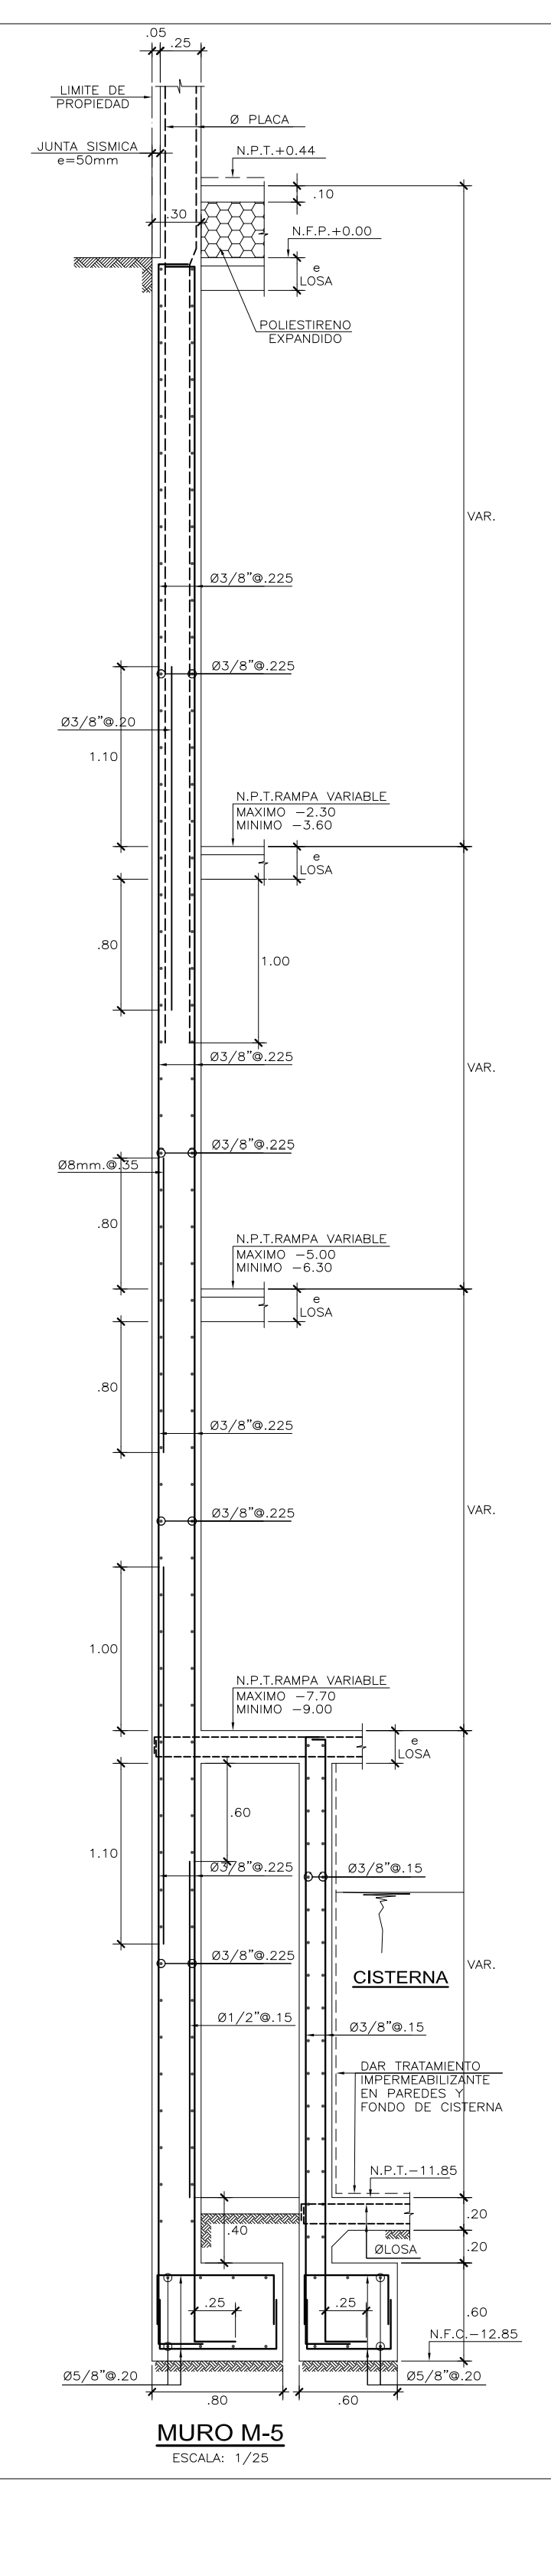 .05
.25
LIMITE DE
PROPIEDAD
Ø PLACA
JUNTA SISMICA
e=50mm
N.P.T.+0.44
.10
.30
N.F.P.+0.00
e
LOSA
POLIESTIRENO
EXPANDIDO
VAR.
Ø3/8"@.225
Ø3/8"@.225
Ø3/8"@.20
1.10
N.P.T.RAMPA VARIABLE
MAXIMO -2.30
MINIMO -3.60
e
LOSA
.80
1.00
Ø3/8"@.225
VAR.
Ø3/8"@.225
Ø8mm.@.35
.80
N.P.T.RAMPA VARIABLE
MAXIMO -5.00
MINIMO -6.30
e
LOSA
.80
Ø3/8"@.225
VAR.
Ø3/8"@.225
1.00
N.P.T.RAMPA VARIABLE
MAXIMO -7.70
MINIMO -9.00
e
LOSA
.60
1.10
Ø3/8"@.225
Ø3/8"@.15
Ø3/8"@.225
VAR.
CISTERNA
Ø1/2"@.15
Ø3/8"@.15
DAR TRATAMIENTO
IMPERMEABILIZANTE
EN PAREDES Y
FONDO DE CISTERNA
N.P.T.-11.85
.20
.40
ØLOSA
.20
.25
.25
.60
N.F.C.-12.85
Ø5/8"@.20
Ø5/8"@.20
.80
.60
MURO M-5
ESCALA: 1/25